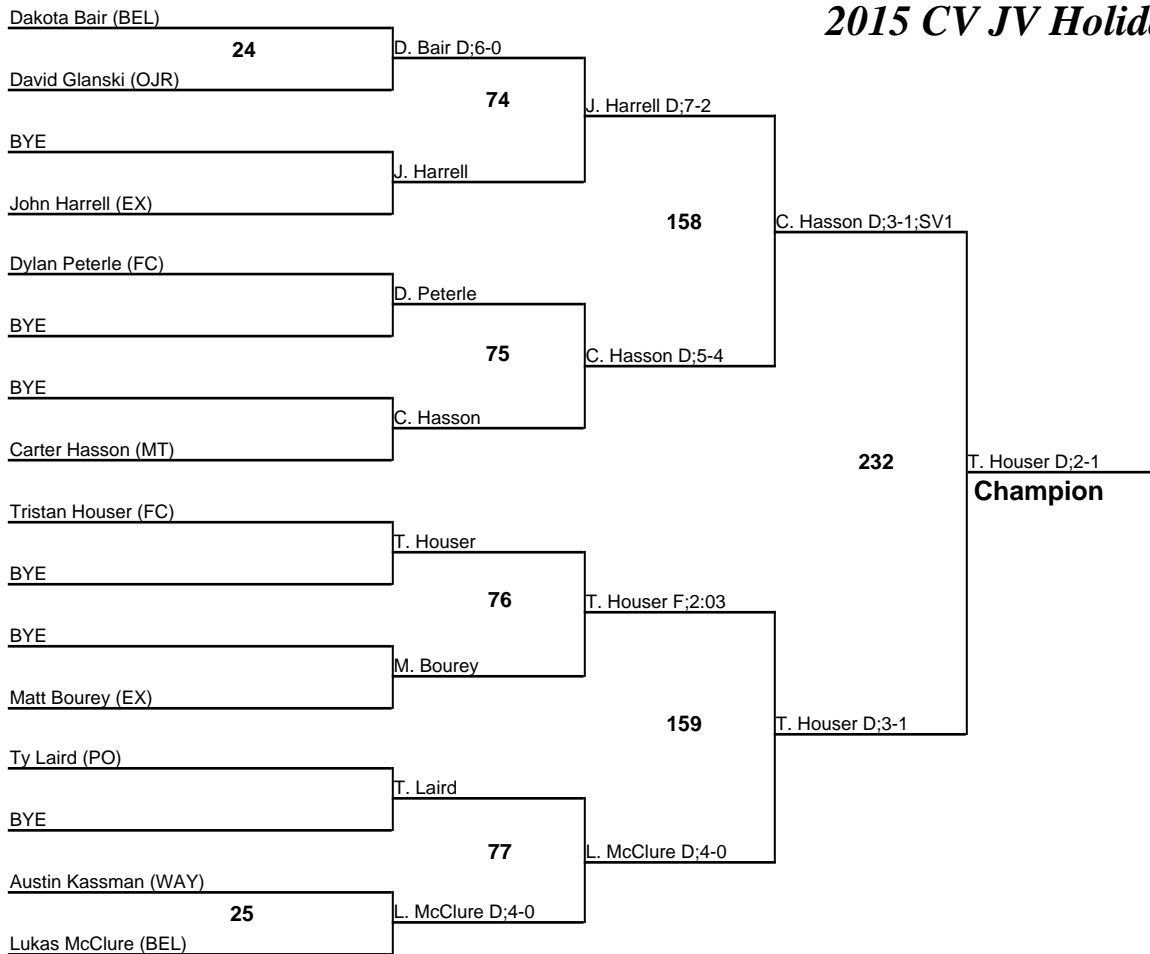 2015 CV JV Holid
Dakota Bair (BEL)
24
D. Bair D;6-0
David Glanski (OJR)
74
J. Harrell D;7-2
BYE
J. Harrell
John Harrell (EX)
158
C. Hasson D;3-1;SV1
Dylan Peterle (FC)
D. Peterle
BYE
75
C. Hasson D;5-4
BYE
C. Hasson
Carter Hasson (MT)
232
T. Houser D;2-1
Champion
Tristan Houser (FC)
T. Houser
BYE
76
T. Houser F;2:03
BYE
M. Bourey
Matt Bourey (EX)
159
T. Houser D;3-1
Ty Laird (PO)
T. Laird
BYE
77
L. McClure D;4-0
Austin Kassman (WAY)
25
L. McClure D;4-0
Lukas McClure (BEL)